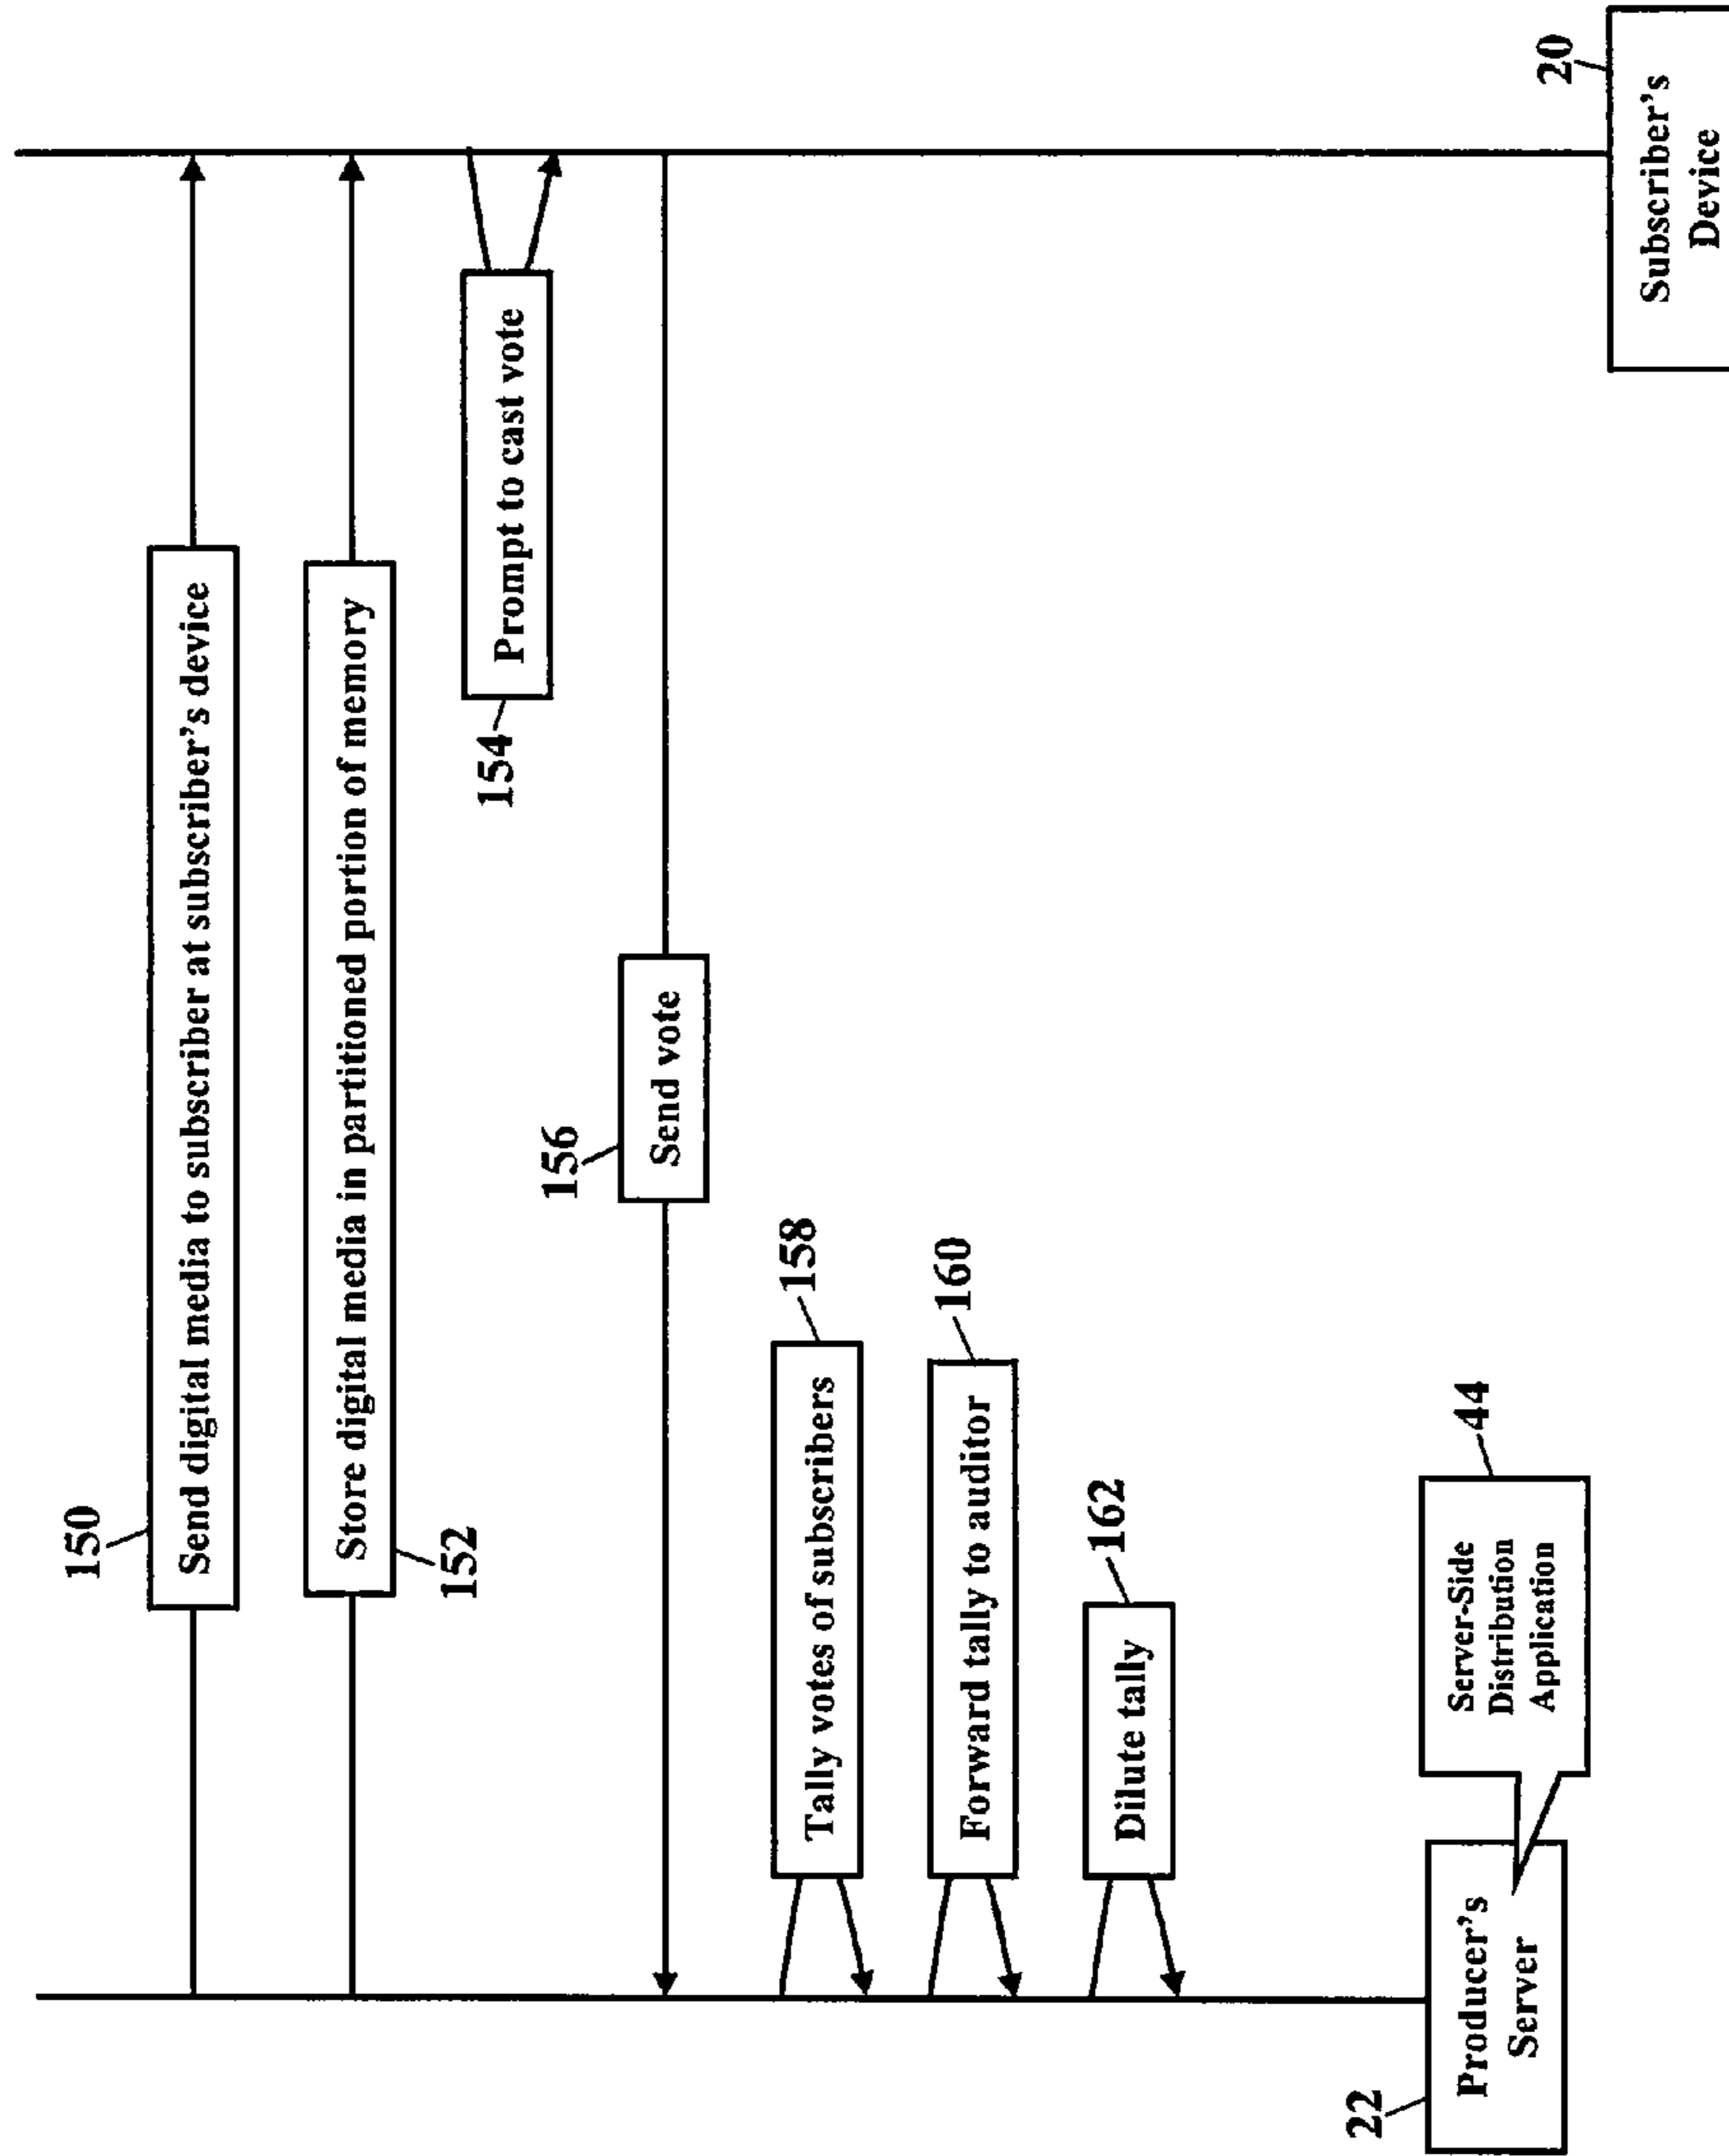 150
Send digital media to subscriber at subscriber's device
Store digital media in partitioned portion of memory
152
Prompt to cast vote
154
156
Send vote
158
Tally votes of subscribers
160
Forward tally to auditor
162
Dilute tally
44
Server-Side
Distribution
Application
22
Producer's
Server
20
Subscriber's
Device